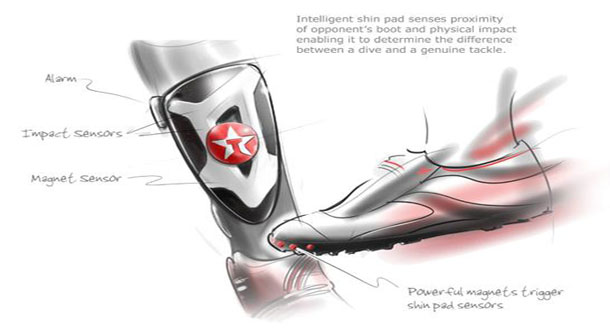 Intelligent shin pad senses proximity
of opponent's boot and physical impact
enabling it to determine the difference
between a dive and a genuine tackle.
Alarm
Impact Sensors
Magnet Sensor
T
Powerful magnets trigger
shin pad sensors